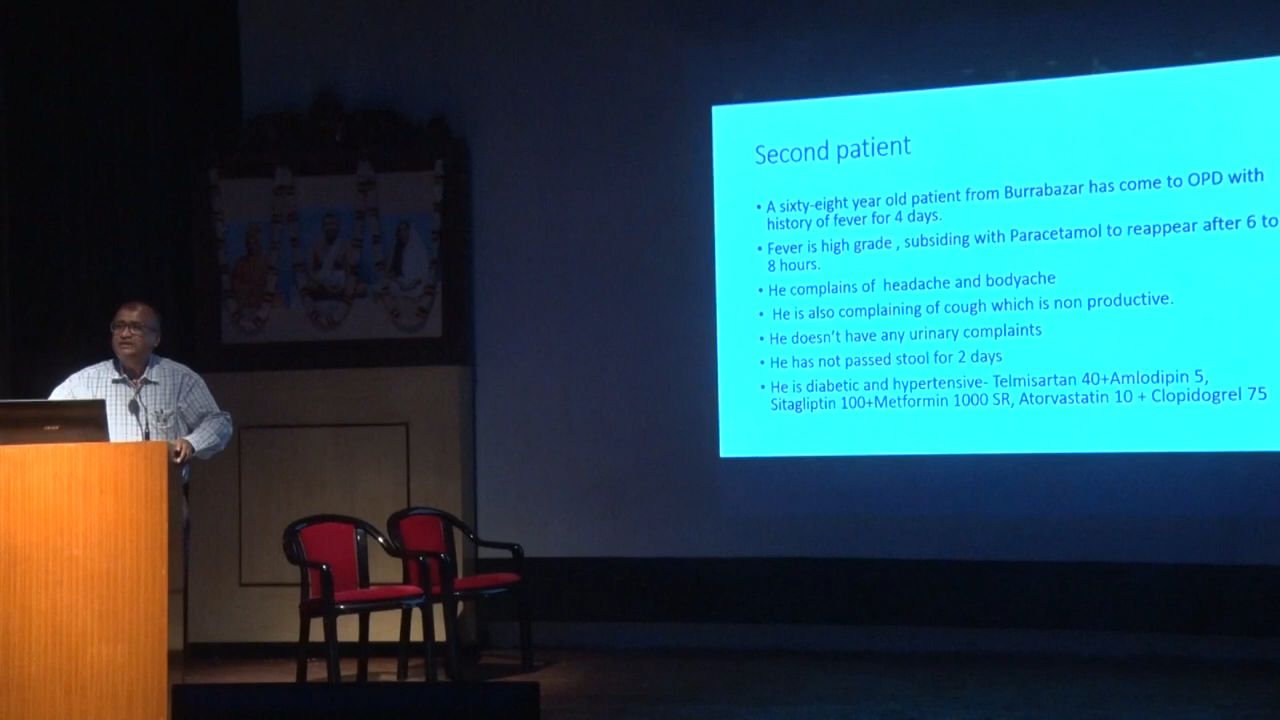 Second patient
• A sixty-eight year old patient from Burrabazar has come to OPD with
history of fever for 4 days.
• Fever is high grade , subsiding with Paracetamol to reappear after 6 to
8 hours.
• He complains of headache and bodyache
• He is also complaining of cough which is non productive.
• He doesn't have any urinary complaints
• He has not passed stool for 2 days
• He is diabetic and hypertensive- Telmisartan 40+Amlodipin 5,
Sitagliptin 100+Metformin 1000 SR, Atorvastatin 10 + Clopidogrel 75
acer